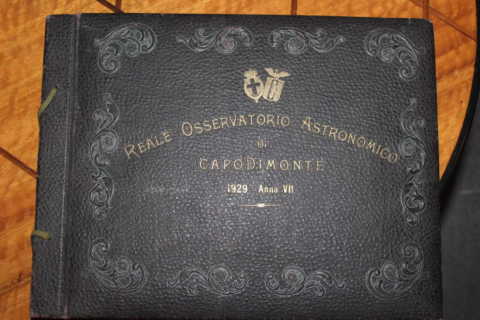 REALE OSSERVATORIO ASTRONOMICO
DI
CAPODIMONTE
1929 Anno VII